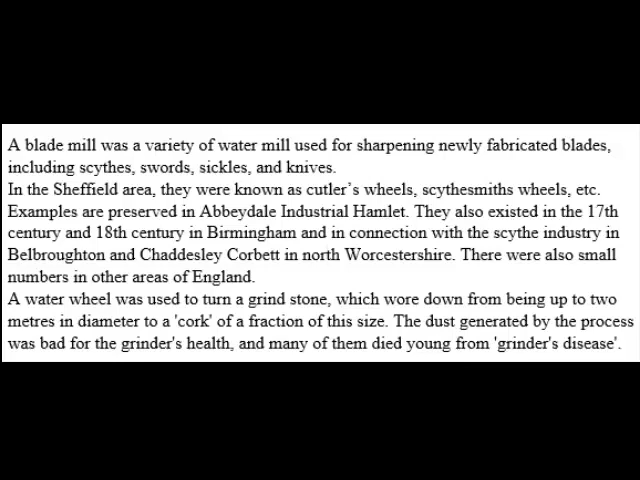 A blade mill was a variety of water mill used for sharpening newly fabricated blades,
including scythes, swords, sickles, and knives.
In the Sheffield area, they were known as cutler's wheels, scythesmiths wheels, etc.
Examples are preserved in Abbeydale Industrial Hamlet. They also existed in the 17th
century and 18th century in Birmingham and in connection with the scythe industry in
Belbroughton and Chaddesley Corbett in north Worcestershire. There were also small
numbers in other areas of England.
A water wheel was used to turn a grind stone, which wore down from being up to two
metres in diameter to a 'cork' of a fraction of this size. The dust generated by the process
was bad for the grinder's health, and many of them died young from 'grinder's disease'.